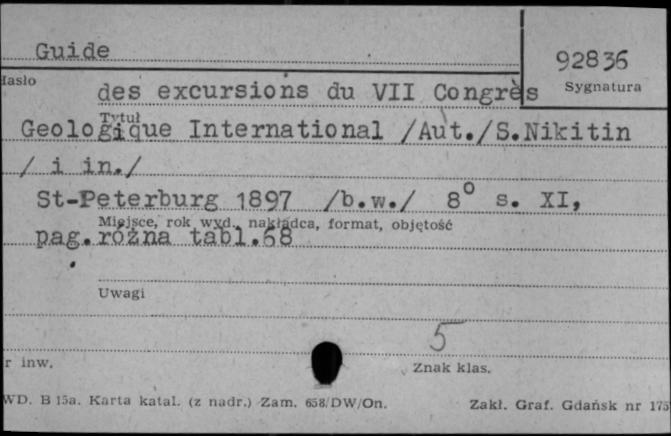 Guide
92836
Hasło
Sygnatura
des excursions du VII Congrès
Tytuł
Geologique International /Aut./S.Nikitin
/ i in./
St-Peterburg 1897 /b.w./ 8° s. XI,
Miejsce, rok wyd., nakładca, format, objętość
pag.różna tabl.68
Uwagi
5
r inw.
Znak klas.
WD. B 15a. Karta katal. (z nadr.) Zam. 658/DW/On.
Zakł. Graf. Gdańsk nr 175